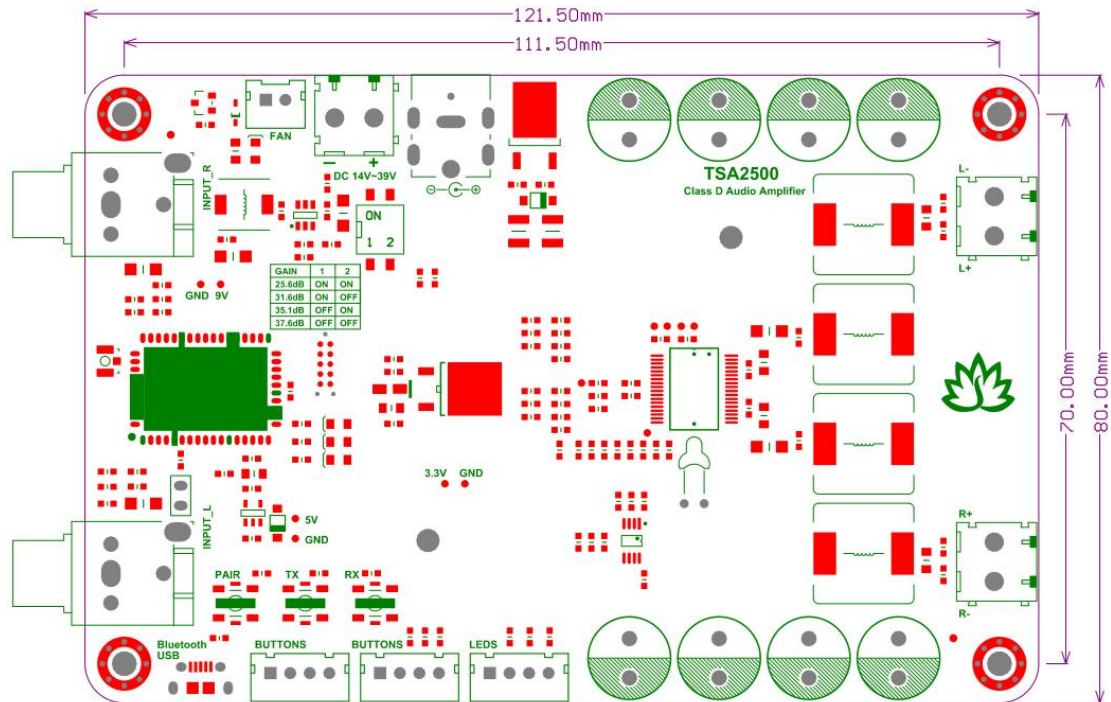 121.50mm
111.50mm
FAN
− +
DC 14V~39V
INPUT_R
ON
1 2
TSA2500
Class D Audio Amplifier
L-
L+
GND 9V
GAIN 1 2
25.6dB ON ON
31.6dB ON OFF
35.1dB OFF ON
37.6dB OFF OFF
70.00mm
80.00mm
3.3V GND
INPUT_L
5V
GND
R+
R-
PAIR TX RX
Bluetooth
USB
BUTTONS BUTTONS LEDS